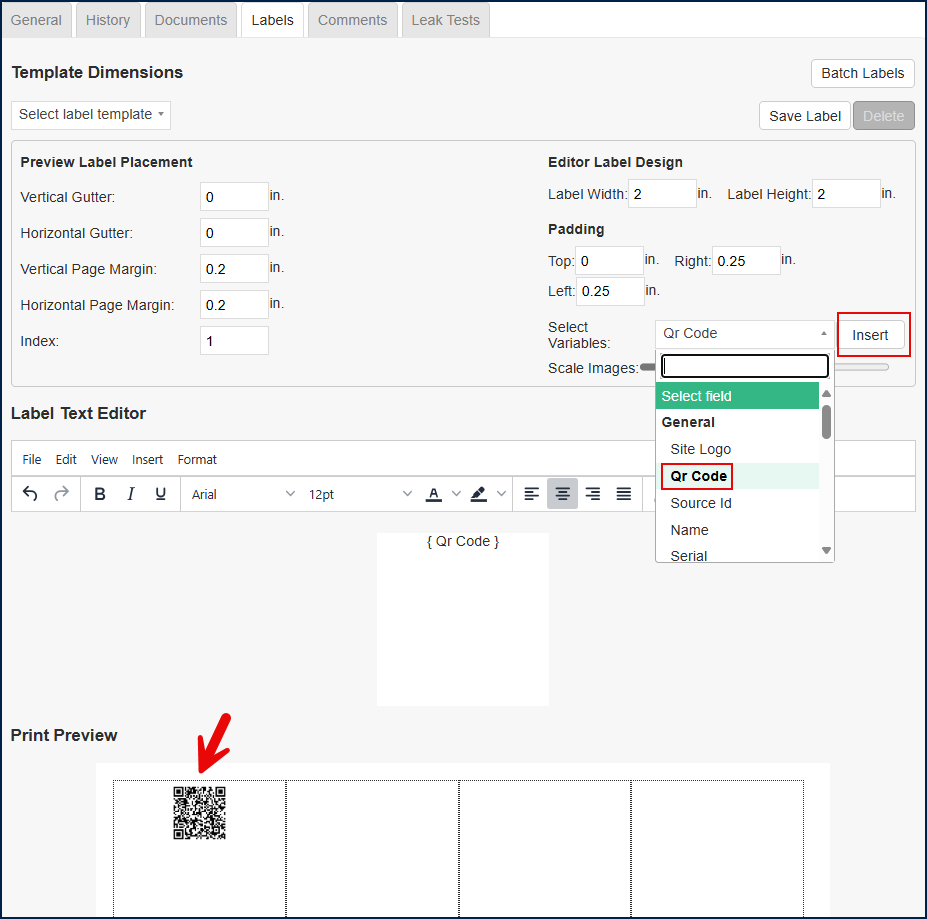 General History Documents Labels Comments Leak Tests
Template Dimensions
Batch Labels
Select label template
Save Label Delete
Preview Label Placement
Vertical Gutter: 0 in.
Horizontal Gutter: 0 in.
Vertical Page Margin: 0.2 in.
Horizontal Page Margin: 0.2 in.
Index: 1
Editor Label Design
Label Width: 2 in. Label Height: 2 in.
Padding
Top: 0 in. Right: 0.25 in.
Left: 0.25 in.
Select
Variables:
Qr Code
Insert
Scale Images:
Select field
General
Site Logo
Qr Code
Source Id
Name
Serial
Label Text Editor
File Edit View Insert Format
B I U Arial 12pt A
{ Qr Code }
Print Preview